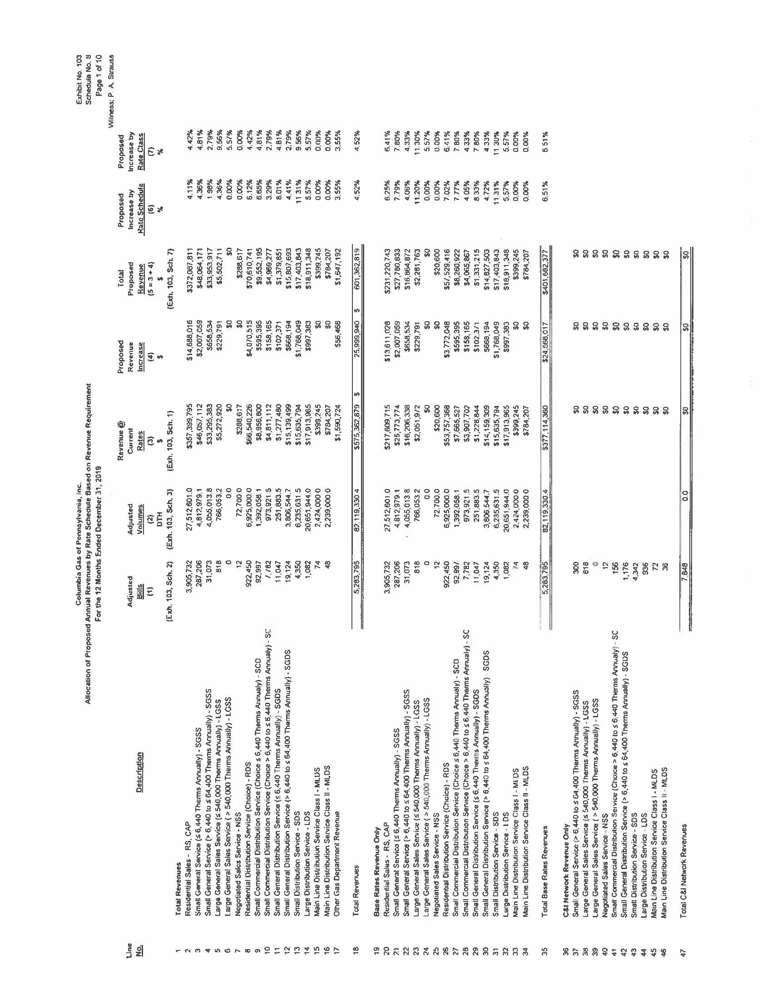 Exhibit No. 103
Schedule No. 8
Page 1 of 10
Witness: P. A. Strauss
Columbia Gas of Pennsylvania, Inc.
Allocation of Proposed Annual Revenues by Rate Schedule Based on Revenue Requirement
For the 12 Months Ended December 31, 2019
Line No. Description Adjusted Bills Adjusted Volumes Revenue @ Current Rates Proposed Revenue Increase Total Proposed Revenue Proposed Increase by Rate Schedule Proposed Increase by Rate Class
(1) (2) (3) (4) (5 = 3 + 4) (6) (7)
DTH $ $ $ % %
(Exh. 103, Sch. 2) (Exh. 103, Sch. 3) (Exh. 103, Sch. 1) (Exh. 103, Sch. 7)
1 Total Revenues
2 Residential Sales - RS, CAP 3,905,732 27,512,601.0 $357,399,795 $14,688,016 $372,087,811 4.11% 4.42%
3 Small General Service (≤ 6,440 Therms Annually) - SGSS 287,206 4,812,979.1 $46,057,112 $2,007,059 $48,064,171 4.36% 4.81%
4 Small General Service (> 6,440 to ≤ 64,400 Therms Annually) - SGSS 31,073 4,055,013.8 $33,295,383 $658,534 $33,953,917 1.98% 2.79%
5 Large General Sales Service (≤ 540,000 Therms Annually) - LGSS 818 766,053.2 $5,272,920 $229,791 $5,502,711 4.36% 9.56%
6 Large General Sales Service ( > 540,000 Therms Annually) - LGSS 0 0.0 $0 $0 $0 0.00% 5.57%
7 Negotiated Sales Service - NSS 12 72,700.0 $288,617 $0 $288,617 0.00% 0.00%
8 Residential Distribution Service (Choice) - RDS 922,450 6,925,000.0 $66,540,226 $4,070,515 $70,610,741 6.12% 4.42%
9 Small Commercial Distribution Service (Choice ≤ 6,440 Therms Annualy) - SCD 92,997 1,392,058.1 $8,956,800 $595,395 $9,552,195 6.65% 4.81%
10 Small Commercial Distribution Service (Choice > 6,440 to ≤ 6,440 Therms Annualy) - SC 7,782 973,921.5 $4,811,112 $158,165 $4,969,277 3.29% 2.79%
11 Small General Distribution Service (≤ 6,440 Therms Annually) - SGDS 11,047 251,883.5 $1,277,480 $102,371 $1,379,851 8.01% 4.81%
12 Small General Distribution Service (> 6,440 to ≤ 64,400 Therms Annually) - SGDS 19,124 3,806,544.7 $15,139,499 $668,194 $15,807,693 4.41% 2.79%
13 Small Distribution Service - SDS 4,350 6,235,631.5 $15,635,794 $1,768,049 $17,403,843 11.31% 9.56%
14 Large Distribution Service - LDS 1,082 20,651,944.0 $17,913,965 $997,383 $18,911,348 5.57% 5.57%
15 Main Line Distribution Service Class I - MLDS 74 2,424,000.0 $399,245 $0 $399,245 0.00% 0.00%
16 Main Line Distribution Service Class II - MLDS 48 2,239,000.0 $784,207 $0 $784,207 0.00% 0.00%
17 Other Gas Department Revenue $1,590,724 $56,468 $1,647,192 3.55% 3.55%
18 Total Revenues 5,283,795 82,119,330.4 $575,362,879 $ 25,999,940 $ 601,362,819 4.52% 4.52%
19 Base Rates Revenue Only
20 Residential Sales - RS, CAP 3,905,732 27,512,601.0 $217,609,715 $13,611,028 $231,220,743 6.25% 6.41%
21 Small General Service (≤ 6,440 Therms Annually) - SGSS 287,206 4,812,979.1 $25,773,774 $2,007,059 $27,780,833 7.79% 7.80%
22 Small General Service (> 6,440 to ≤ 64,400 Therms Annually) - SGSS 31,073 4,055,013.8 $16,206,338 $658,534 $16,864,872 4.06% 4.33%
23 Large General Sales Service (≤ 540,000 Therms Annually) - LGSS 818 766,053.2 $2,051,972 $229,791 $2,281,763 11.20% 11.30%
24 Large General Sales Service ( > 540,000 Therms Annually) - LGSS 0 0.0 $0 $0 $0 0.00% 5.57%
25 Negotiated Sales Service - NSS 12 72,700.0 $20,600 $0 $20,600 0.00% 0.00%
26 Residential Distribution Service (Choice) - RDS 922,450 6,925,000.0 $53,757,368 $3,772,048 $57,529,416 7.02% 6.41%
27 Small Commercial Distribution Service (Choice ≤ 6,440 Therms Annualy) - SCD 92,997 1,392,058.1 $7,665,527 $595,395 $8,260,922 7.77% 7.80%
28 Small Commercial Distribution Service (Choice > 6,440 to ≤ 6,440 Therms Annualy) - SC 7,782 973,921.5 $3,907,702 $158,165 $4,065,867 4.05% 4.33%
29 Small General Distribution Service (≤ 6,440 Therms Annually) - SGDS 11,047 251,883.5 $1,228,844 $102,371 $1,331,215 8.33% 7.80%
30 Small General Distribution Service (> 6,440 to ≤ 64,400 Therms Annually) - SGDS 19,124 3,806,544.7 $14,159,309 $668,194 $14,827,503 4.72% 4.33%
31 Small Distribution Service - SDS 4,350 6,235,631.5 $15,635,794 $1,768,049 $17,403,843 11.31% 11.30%
32 Large Distribution Service - LDS 1,082 20,651,944.0 $17,913,965 $997,383 $18,911,348 5.57% 5.57%
33 Main Line Distribution Service Class I - MLDS 74 2,424,000.0 $399,245 $0 $399,245 0.00% 0.00%
34 Main Line Distribution Service Class II - MLDS 48 2,239,000.0 $784,207 $0 $784,207 0.00% 0.00%
35 Total Base Rates Revenues 5,283,795 82,119,330.4 $377,114,360 $24,568,017 $401,682,377 6.51% 6.51%
36 C&I Network Revenue Only
37 Small General Service (> 6,440 to ≤ 64,400 Therms Annually) - SGSS 300 $0 $0 $0
38 Large General Sales Service (≤ 540,000 Therms Annually) - LGSS 818 $0 $0 $0
39 Large General Sales Service ( > 540,000 Therms Annually) - LGSS 0 $0 $0 $0
40 Negotiated Sales Service - NSS 12 $0 $0 $0
41 Small Commercial Distribution Service (Choice > 6,440 to ≤ 6,440 Therms Annualy) - SC 156 $0 $0 $0
42 Small General Distribution Service (> 6,440 to ≤ 64,400 Therms Annually) - SGDS 1,176 $0 $0 $0
43 Small Distribution Service - SDS 4,342 $0 $0 $0
44 Large Distribution Service - LDS 936 $0 $0 $0
45 Main Line Distribution Service Class I - MLDS 72 $0 $0 $0
46 Main Line Distribution Service Class II - MLDS 36 $0 $0 $0
47 Total C&I Network Revenues 7,848 0.0 $0 $0 $0